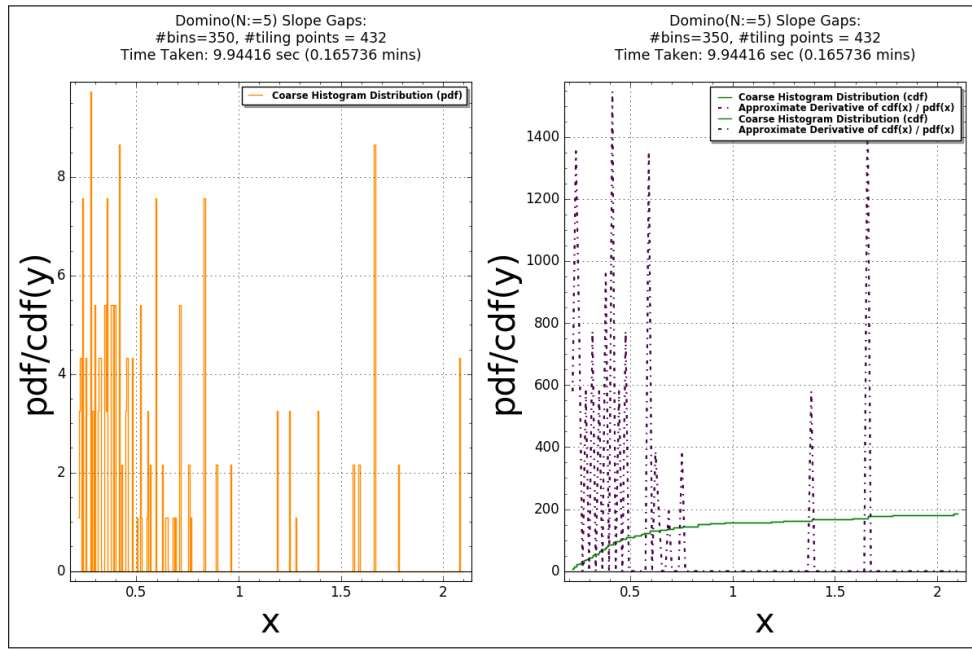 Domino(N:=5) Slope Gaps:
#bins=350, #tiling points = 432
Time Taken: 9.94416 sec (0.165736 mins)
Coarse Histogram Distribution (pdf)
8
6
4
2
0
0.5
1
1.5
2
x
pdf/cdf(y)
Domino(N:=5) Slope Gaps:
#bins=350, #tiling points = 432
Time Taken: 9.94416 sec (0.165736 mins)
Coarse Histogram Distribution (cdf)
Approximate Derivative of cdf(x) / pdf(x)
Coarse Histogram Distribution (cdf)
Approximate Derivative of cdf(x) / pdf(x)
1400
1200
1000
800
600
400
200
0
0.5
1
1.5
2
x
pdf/cdf(y)